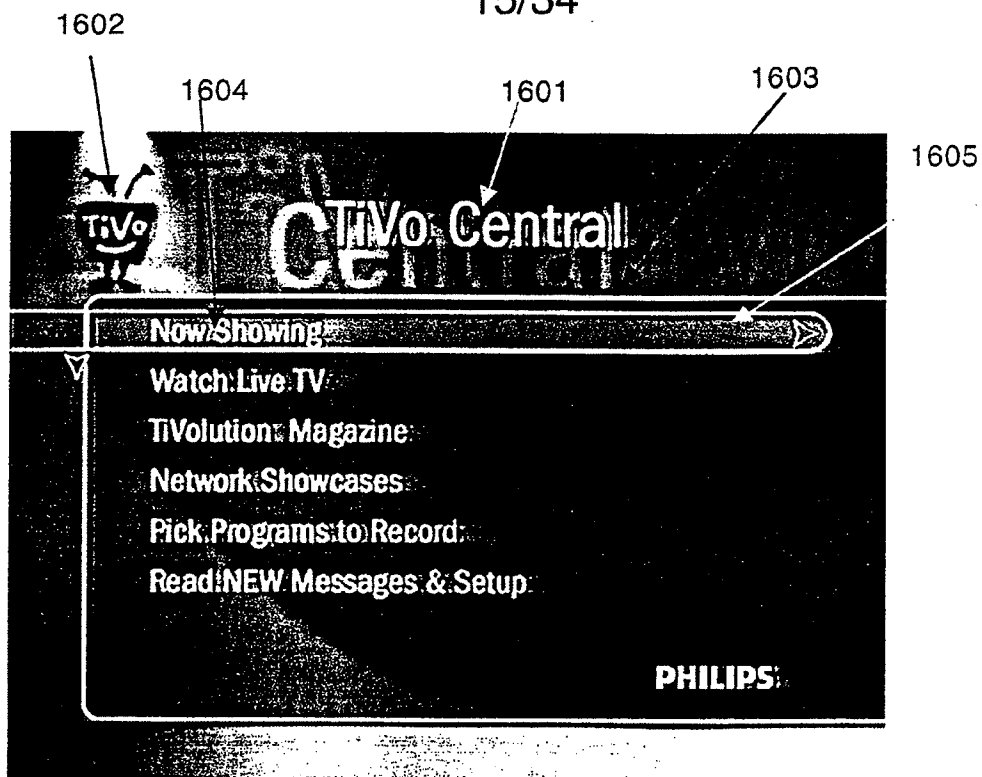 15/34
1602
1604
1601
1603
1605
TiVo
TiVo Central
Central
Now Showing
Watch Live TV
TiVolution Magazine
Network Showcases
Pick Programs to Record
Read NEW Messages & Setup
PHILIPS